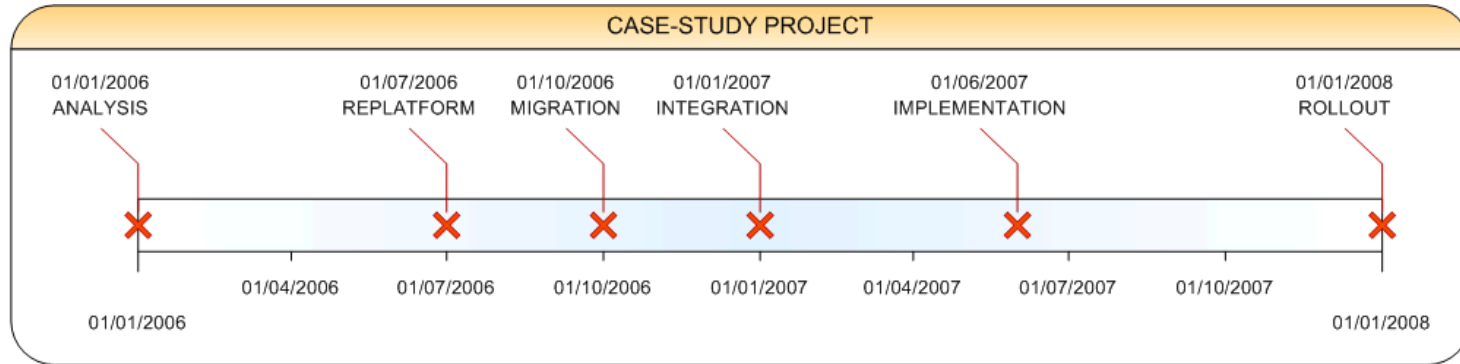 CASE-STUDY PROJECT
01/01/2006
ANALYSIS
01/07/2006
REPLATFORM
01/10/2006
MIGRATION
01/01/2007
INTEGRATION
01/06/2007
IMPLEMENTATION
01/01/2008
ROLLOUT
01/04/2006
01/07/2006
01/10/2006
01/01/2007
01/04/2007
01/07/2007
01/10/2007
01/01/2006
01/01/2008